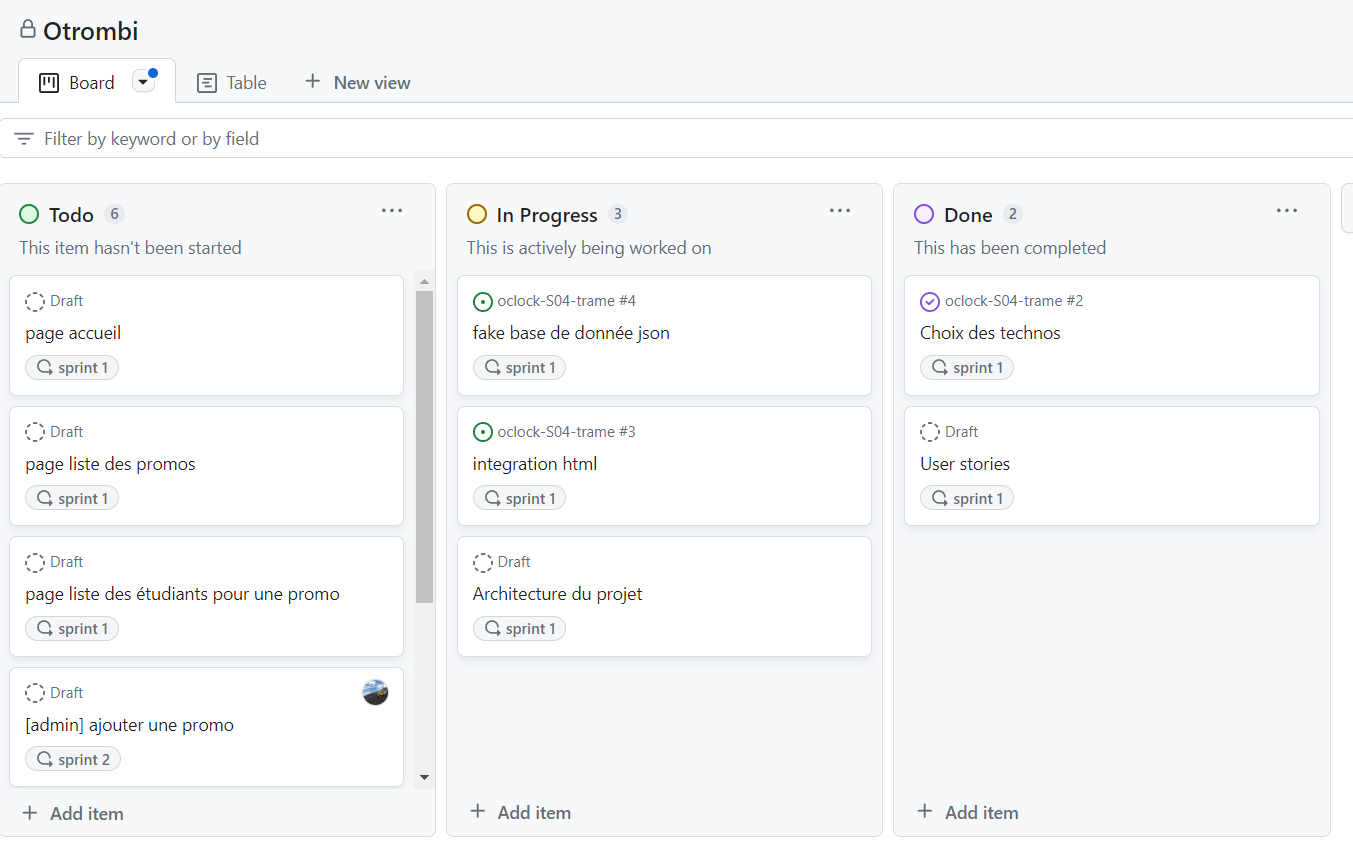 Otrombi
Board
Table
New view
Filter by keyword or by field
Todo 6
This item hasn't been started
Draft
page accueil
sprint 1
Draft
page liste des promos
sprint 1
Draft
page liste des étudiants pour une promo
sprint 1
Draft
[admin] ajouter une promo
sprint 2
Add item
In Progress 3
This is actively being worked on
oclock-S04-trame #4
fake base de donnée json
sprint 1
oclock-S04-trame #3
integration html
sprint 1
Draft
Architecture du projet
sprint 1
Add item
Done 2
This has been completed
oclock-S04-trame #2
Choix des technos
sprint 1
Draft
User stories
sprint 1
Add item